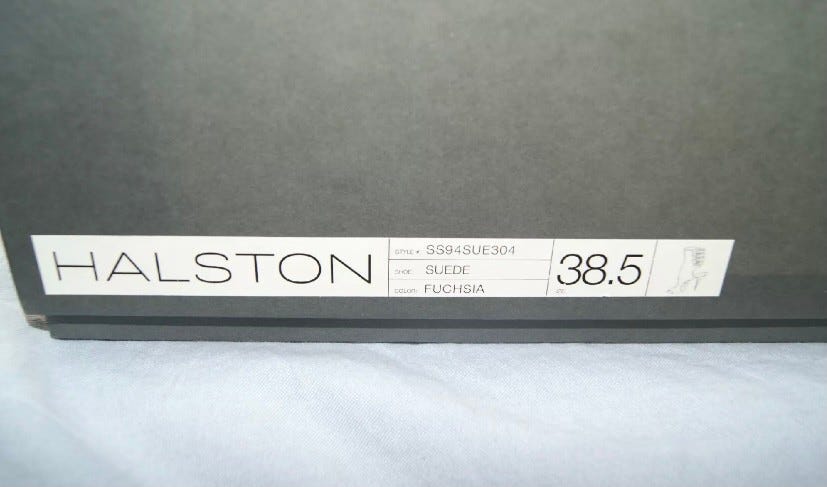 HALSTON
STYLE # SS94SUE304
SHOE: SUEDE
COLOR: FUCHSIA
38.5